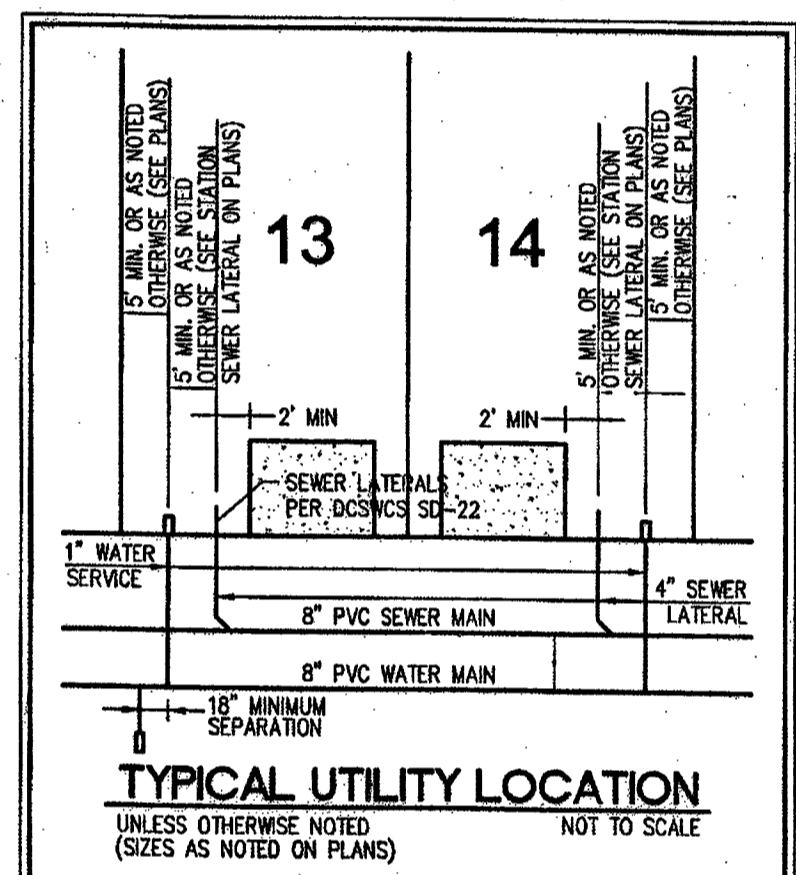 5' MIN. OR AS NOTED
OTHERWISE (SEE PLANS)
5' MIN. OR AS NOTED
OTHERWISE (SEE STATION
SEWER LATERAL ON PLANS)
13
14
5' MIN. OR AS NOTED
OTHERWISE (SEE STATION
SEWER LATERAL ON PLANS)
5' MIN. OR AS NOTED
OTHERWISE (SEE PLANS)
2' MIN
2' MIN
SEWER LATERALS
PER DCSWCS SD-22
1" WATER
SERVICE
4" SEWER
LATERAL
8" PVC SEWER MAIN
8" PVC WATER MAIN
18" MINIMUM
SEPARATION
TYPICAL UTILITY LOCATION
UNLESS OTHERWISE NOTED
(SIZES AS NOTED ON PLANS)
NOT TO SCALE